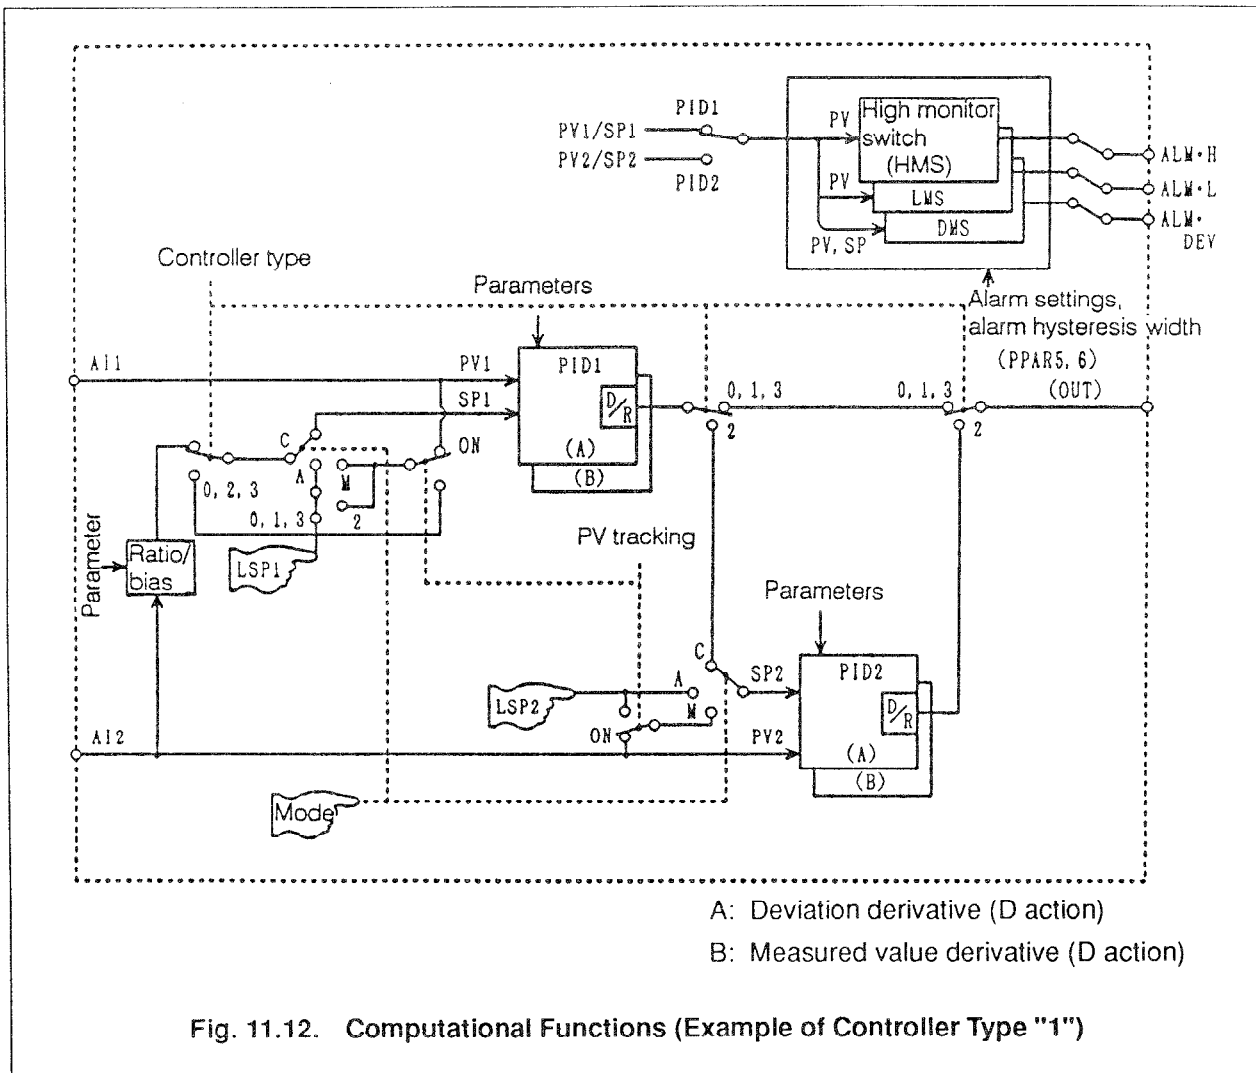 PID1
PV1/SP1
PV2/SP2
PID2
PV
High monitor
switch
(HMS)
PV
LMS
DMS
PV, SP
ALM·H
ALM·L
ALM·
DEV
Controller type
Parameters
Alarm settings,
alarm hysteresis width
(PPAR5, 6)
(OUT)
AI1
PV1
SP1
PID1
D/R
(A)
(B)
0, 1, 3
2
0, 1, 3
2
C
A
M
ON
0, 2, 3
0, 1, 3
2
LSP1
Parameter
Ratio/
bias
PV tracking
Parameters
C
A
M
SP2
LSP2
ON
PV2
PID2
D/R
(A)
(B)
AI2
Mode
A: Deviation derivative (D action)
B: Measured value derivative (D action)
Fig. 11.12. Computational Functions (Example of Controller Type "1")